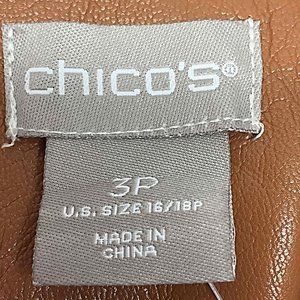 chico's®
3P
U.S. SIZE 16/18P
MADE IN
CHINA